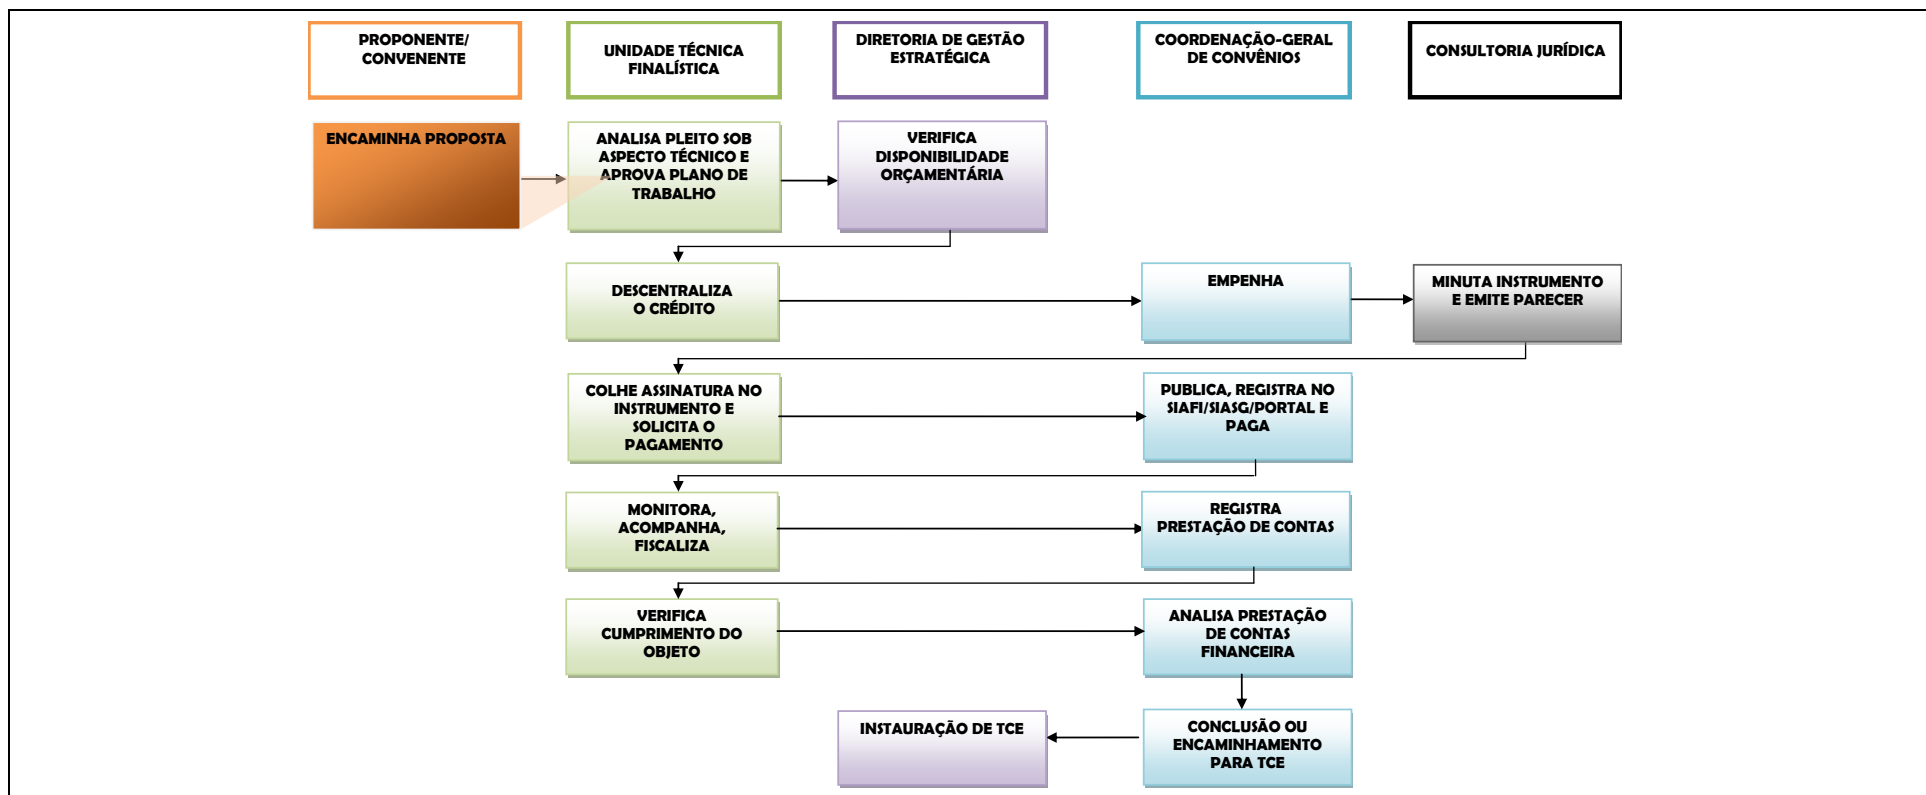 PROPONENTE/
CONVENENTE
UNIDADE TÉCNICA
FINALÍSTICA
DIRETORIA DE GESTÃO
ESTRATÉGICA
COORDENAÇÃO-GERAL
DE CONVÊNIOS
CONSULTORIA JURÍDICA
ENCAMINHA PROPOSTA
ANALISA PLEITO SOB
ASPECTO TÉCNICO E
APROVA PLANO DE
TRABALHO
VERIFICA
DISPONIBILIDADE
ORÇAMENTÁRIA
DESCENTRALIZA
O CRÉDITO
EMPENHA
MINUTA INSTRUMENTO
E EMITE PARECER
COLHE ASSINATURA NO
INSTRUMENTO E
SOLICITA O
PAGAMENTO
PUBLICA, REGISTRA NO
SIAFI/SIASG/PORTAL E
PAGA
MONITORA,
ACOMPANHA,
FISCALIZA
REGISTRA
PRESTAÇÃO DE CONTAS
VERIFICA
CUMPRIMENTO DO
OBJETO
ANALISA PRESTAÇÃO
DE CONTAS
FINANCEIRA
INSTAURAÇÃO DE TCE
CONCLUSÃO OU
ENCAMINHAMENTO
PARA TCE